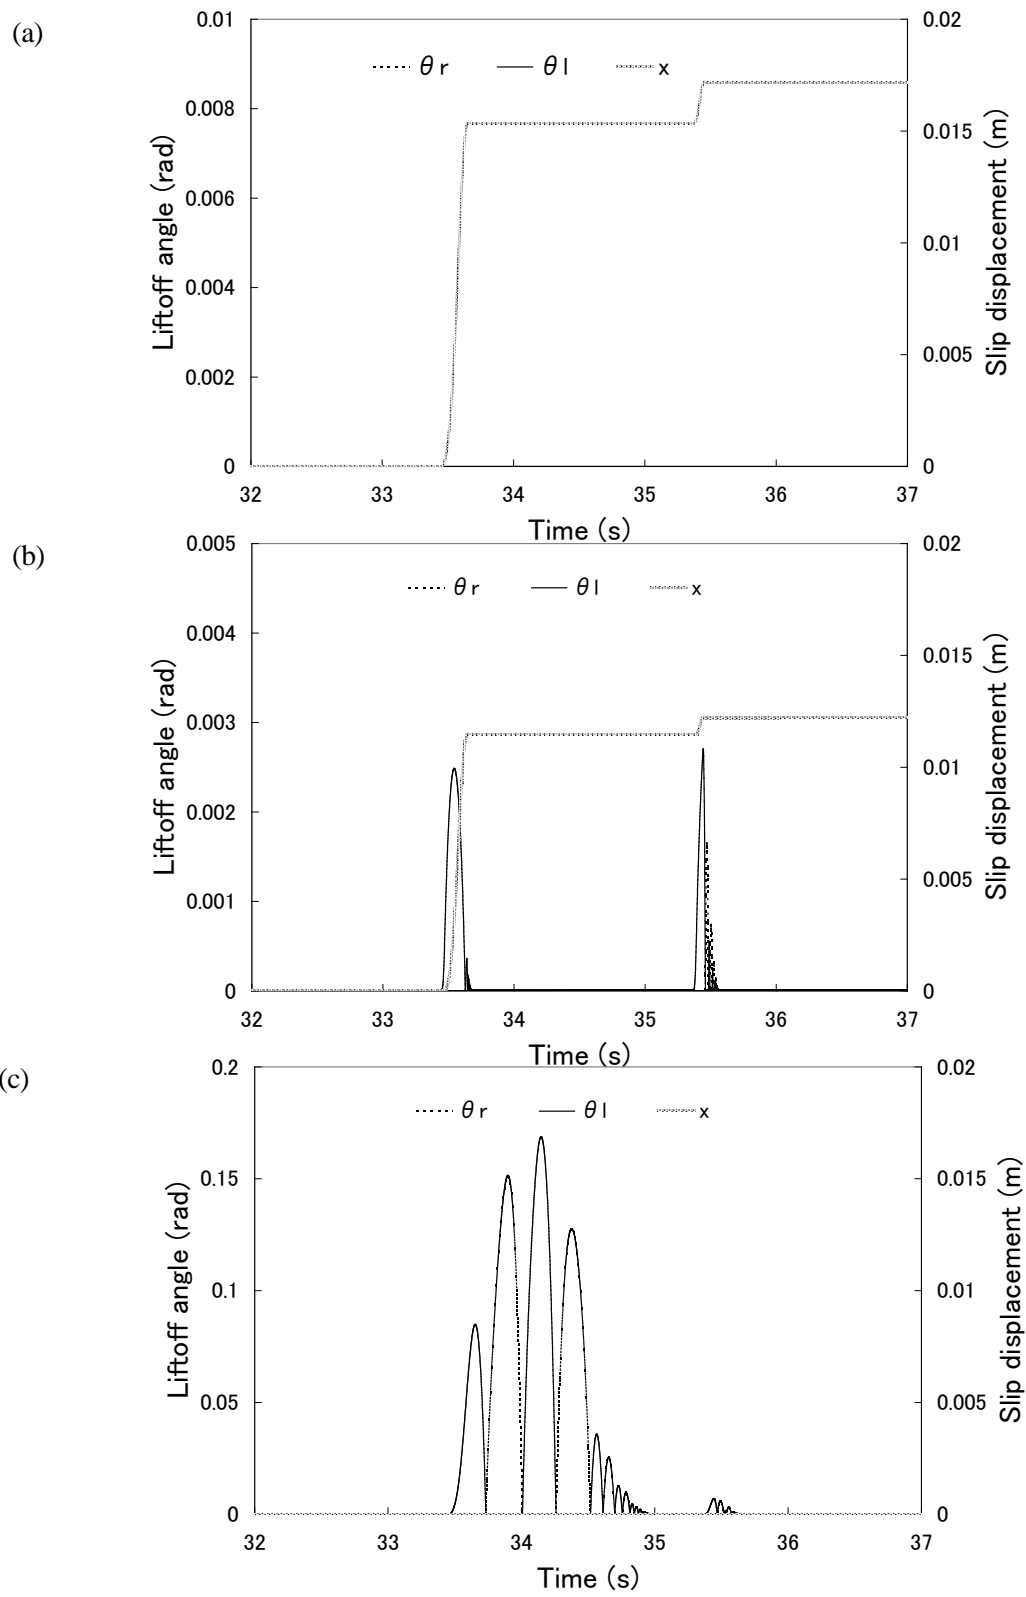 (a)
0.01 0.02
θr θl x
0.008
0.015
0.006
0.01
0.004
0.005
0.002
0 0
32 33 34 35 36 37
Liftoff angle (rad)
Slip displacement (m)
Time (s)
(b)
0.005 0.02
θr θl x
0.004
0.015
0.003
0.01
0.002
0.005
0.001
0 0
32 33 34 35 36 37
Liftoff angle (rad)
Slip displacement (m)
Time (s)
(c)
0.2 0.02
θr θl x
0.15 0.015
0.1 0.01
0.05 0.005
0 0
32 33 34 35 36 37
Liftoff angle (rad)
Slip displacement (m)
Time (s)